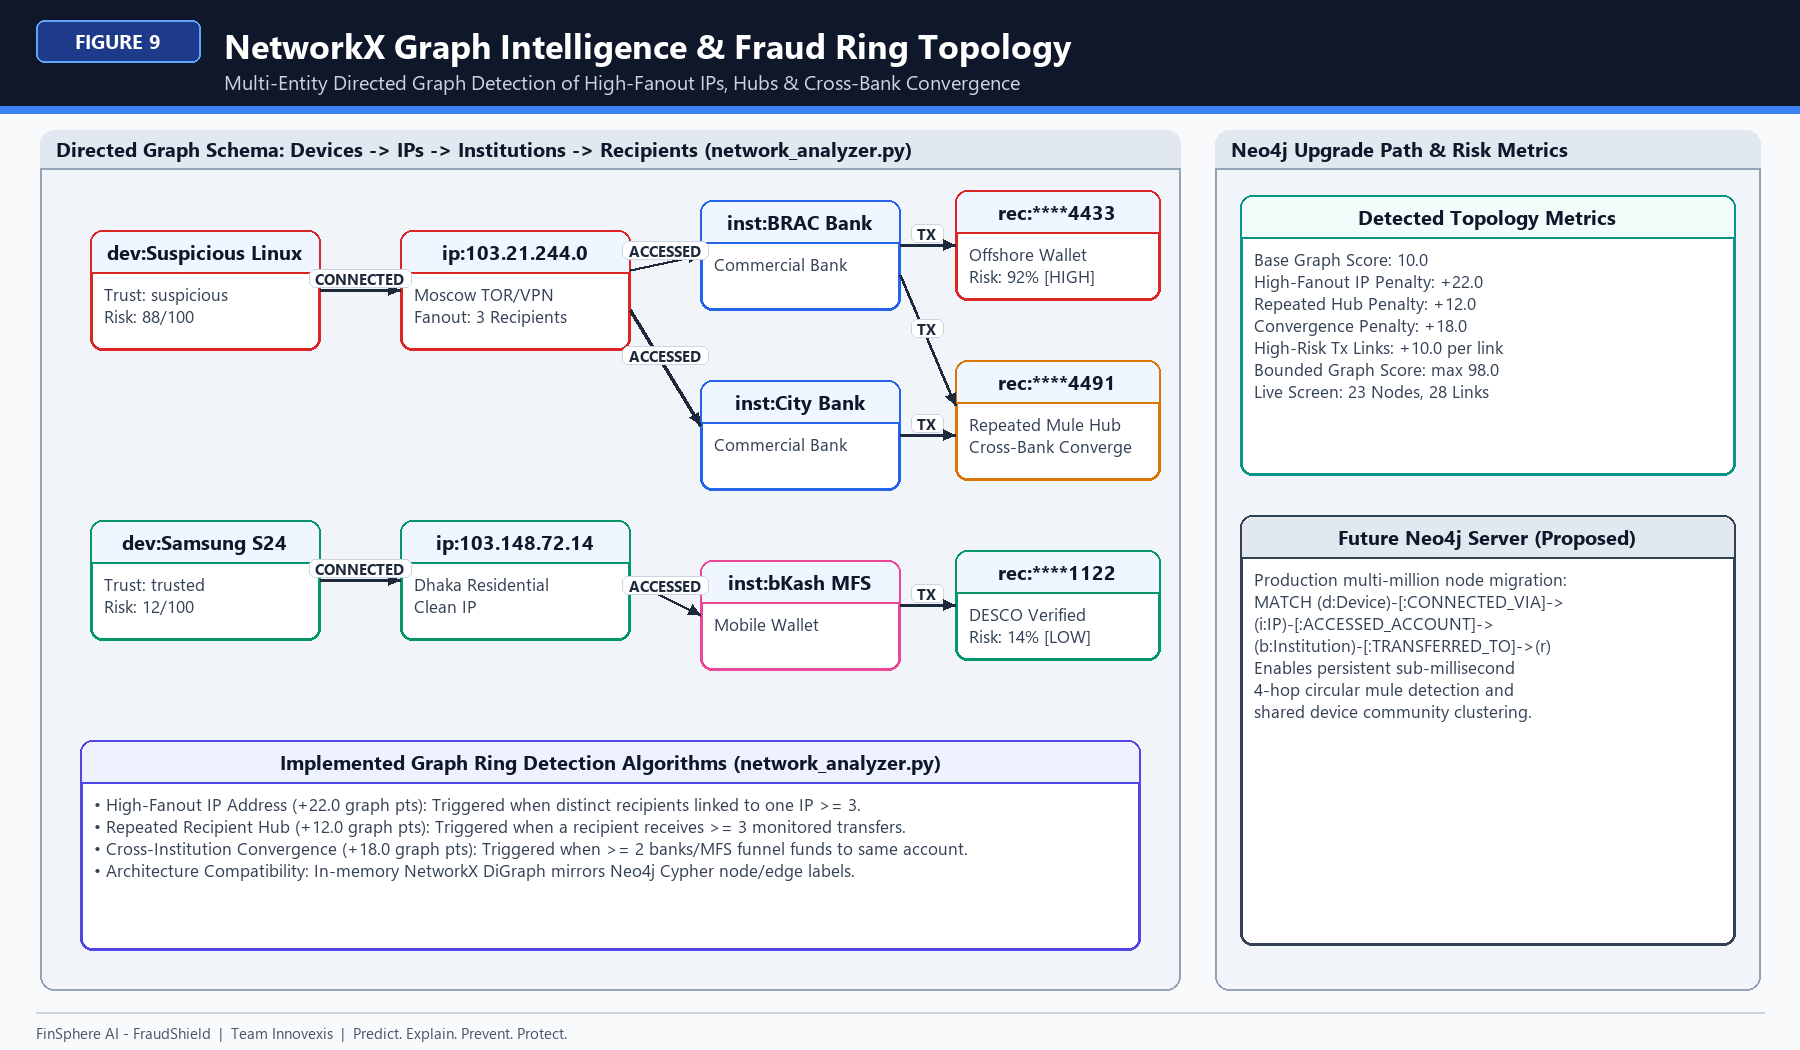 FIGURE 9
NetworkX Graph Intelligence & Fraud Ring Topology
Multi-Entity Directed Graph Detection of High-Fanout IPs, Hubs & Cross-Bank Convergence
Directed Graph Schema: Devices -> IPs -> Institutions -> Recipients (network_analyzer.py)
dev:Suspicious Linux
Trust: suspicious
Risk: 88/100
CONNECTED
ip:103.21.244.0
Moscow TOR/VPN
Fanout: 3 Recipients
ACCESSED
ACCESSED
inst:BRAC Bank
Commercial Bank
TX
rec:****4433
Offshore Wallet
Risk: 92% [HIGH]
TX
inst:City Bank
Commercial Bank
TX
rec:****4491
Repeated Mule Hub
Cross-Bank Converge
dev:Samsung S24
Trust: trusted
Risk: 12/100
CONNECTED
ip:103.148.72.14
Dhaka Residential
Clean IP
ACCESSED
inst:bKash MFS
Mobile Wallet
TX
rec:****1122
DESCO Verified
Risk: 14% [LOW]
Implemented Graph Ring Detection Algorithms (network_analyzer.py)
• High-Fanout IP Address (+22.0 graph pts): Triggered when distinct recipients linked to one IP >= 3.
• Repeated Recipient Hub (+12.0 graph pts): Triggered when a recipient receives >= 3 monitored transfers.
• Cross-Institution Convergence (+18.0 graph pts): Triggered when >= 2 banks/MFS funnel funds to same account.
• Architecture Compatibility: In-memory NetworkX DiGraph mirrors Neo4j Cypher node/edge labels.
Neo4j Upgrade Path & Risk Metrics
Detected Topology Metrics
Base Graph Score: 10.0
High-Fanout IP Penalty: +22.0
Repeated Hub Penalty: +12.0
Convergence Penalty: +18.0
High-Risk Tx Links: +10.0 per link
Bounded Graph Score: max 98.0
Live Screen: 23 Nodes, 28 Links
Future Neo4j Server (Proposed)
Production multi-million node migration:
MATCH (d:Device)-[:CONNECTED_VIA]->
(i:IP)-[:ACCESSED_ACCOUNT]->
(b:Institution)-[:TRANSFERRED_TO]->(r)
Enables persistent sub-millisecond
4-hop circular mule detection and
shared device community clustering.
FinSphere AI - FraudShield | Team Innovexis | Predict. Explain. Prevent. Protect.